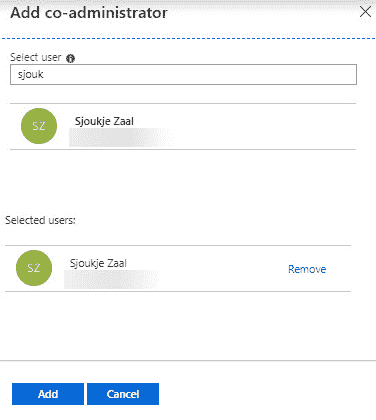 Add co-administrator
Select user
sjouk
SZ
Sjoukje Zaal
Selected users:
SZ
Sjoukje Zaal
Remove
Add
Cancel